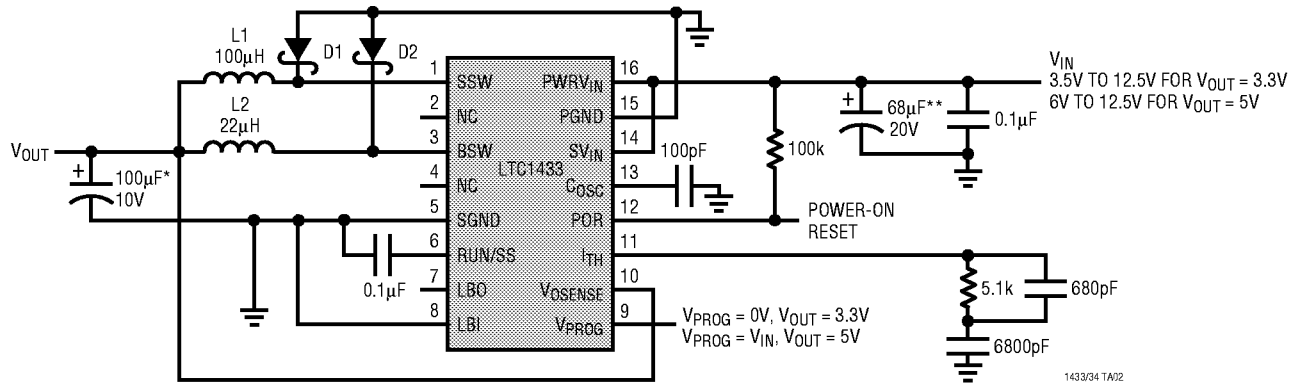 L1
100µH
D1
D2
L2
22µH
VOUT
+
100µF*
10V
0.1µF
1
SSW
2
NC
3
BSW
4
NC
5
SGND
6
RUN/SS
7
LBO
8
LBI
LTC1433
16
PWRVIN
15
PGND
14
SVIN
13
COSC
12
POR
11
ITH
10
VOSENSE
9
VPROG
100pF
100k
+
68µF**
20V
0.1µF
VIN
3.5V TO 12.5V FOR VOUT = 3.3V
6V TO 12.5V FOR VOUT = 5V
POWER-ON
RESET
5.1k
680pF
6800pF
VPROG = 0V, VOUT = 3.3V
VPROG = VIN, VOUT = 5V
1433/34 TA02